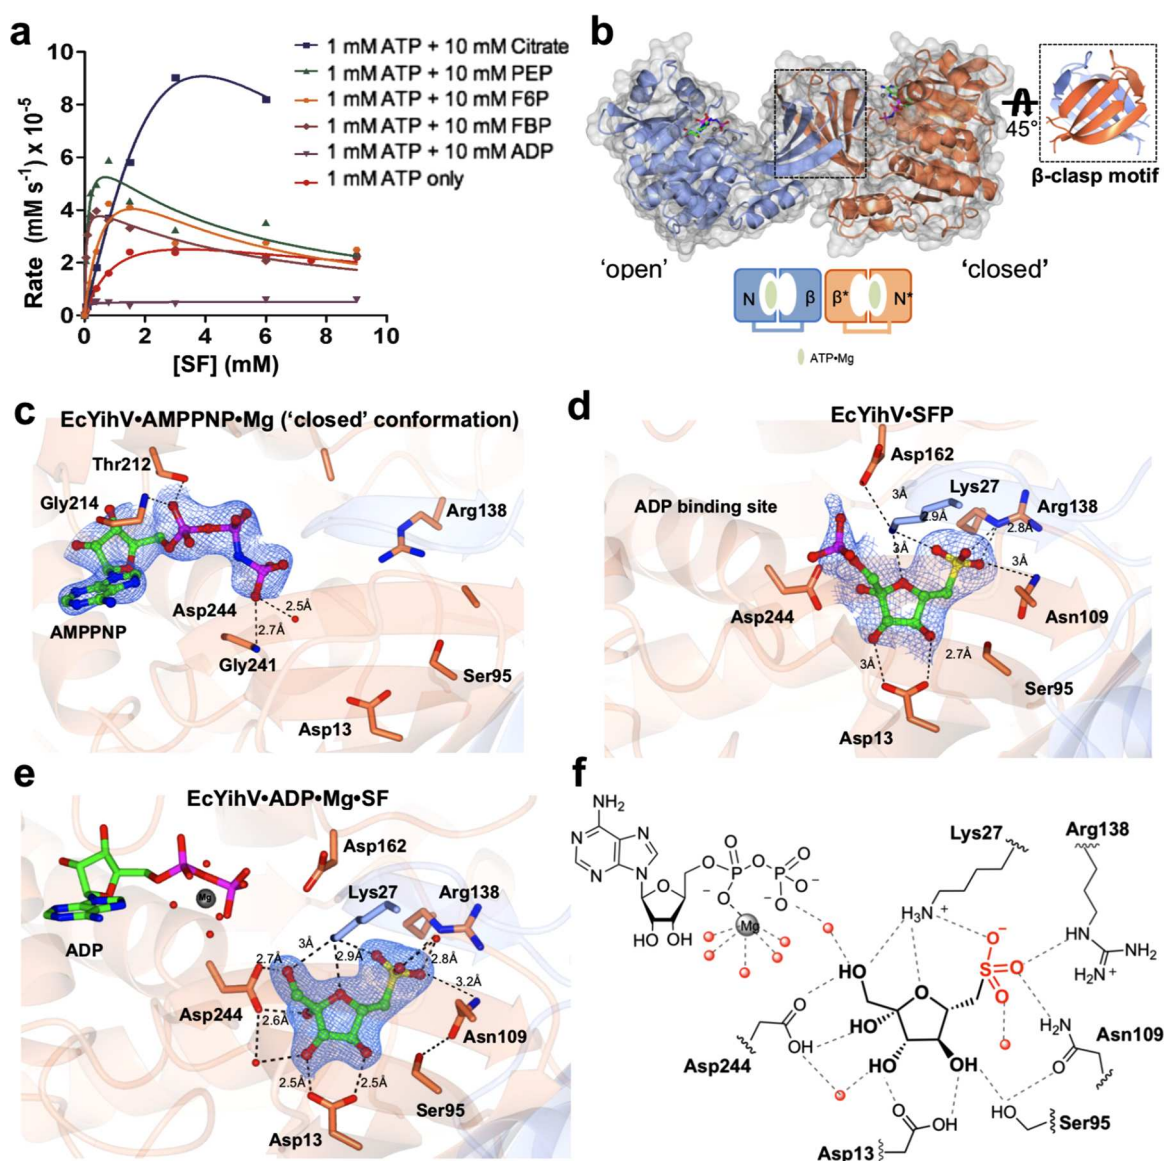 a
Rate (mM s⁻¹) x 10⁻⁵
10
8
6
4
2
0
0
2
4
6
8
10
[SF] (mM)
1 mM ATP + 10 mM Citrate
1 mM ATP + 10 mM PEP
1 mM ATP + 10 mM F6P
1 mM ATP + 10 mM FBP
1 mM ATP + 10 mM ADP
1 mM ATP only
b
45°
β-clasp motif
'open'
'closed'
N β β* N*
ATP•Mg
c
EcYihV•AMPPNP•Mg ('closed' conformation)
Thr212
Gly214
Arg138
Asp244
2.5Å
AMPPNP
2.7Å
Gly241
Ser95
Asp13
d
EcYihV•SFP
Asp162
ADP binding site
3Å
Lys27
Arg138
2.9Å
2.8Å
3Å
3Å
Asp244
Asn109
3Å
2.7Å
Ser95
Asp13
e
EcYihV•ADP•Mg•SF
Asp162
Mg
Lys27
Arg138
ADP
2.7Å
3Å
2.9Å
2.8Å
3.2Å
Asp244
2.6Å
Asn109
2.5Å
2.5Å
Ser95
Asp13
f
NH₂
N
N
N
N
O
O
HO OH
O
P
O
⁻O
O
P
O⁻
O⁻
Mg
Lys27
Arg138
H₃N⁺
O⁻
S
O
O
HN
NH₂
H₂N⁺
HO
O
HO
HO
OH
Asp244
O
OH
H₂N
O
Asn109
O
OH
Asp13
HO
Ser95